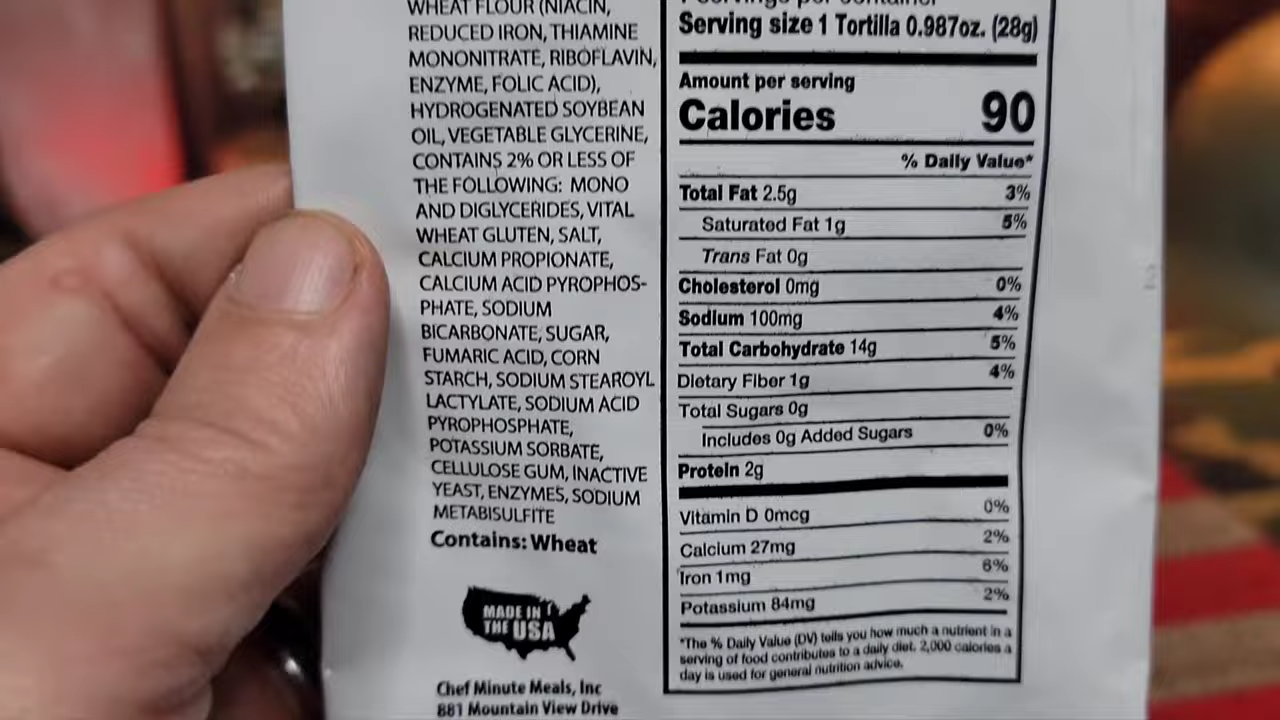 WHEAT FLOUR (NIACIN,
REDUCED IRON, THIAMINE
MONONITRATE, RIBOFLAVIN,
ENZYME, FOLIC ACID),
HYDROGENATED SOYBEAN
OIL, VEGETABLE GLYCERINE,
CONTAINS 2% OR LESS OF
THE FOLLOWING: MONO
AND DIGLYCERIDES, VITAL
WHEAT GLUTEN, SALT,
CALCIUM PROPIONATE,
CALCIUM ACID PYROPHOS-
PHATE, SODIUM
BICARBONATE, SUGAR,
FUMARIC ACID, CORN
STARCH, SODIUM STEAROYL
LACTYLATE, SODIUM ACID
PYROPHOSPHATE,
POTASSIUM SORBATE,
CELLULOSE GUM, INACTIVE
YEAST, ENZYMES, SODIUM
METABISULFITE
Contains: Wheat
MADE IN
THE USA
Chef Minute Meals, Inc
881 Mountain View Drive
servings per container
Serving size 1 Tortilla 0.987oz. (28g)
Amount per serving
Calories 90
% Daily Value*
Total Fat 2.5g 3%
Saturated Fat 1g 5%
Trans Fat 0g
Cholesterol 0mg 0%
Sodium 100mg 4%
Total Carbohydrate 14g 5%
Dietary Fiber 1g 4%
Total Sugars 0g
Includes 0g Added Sugars 0%
Protein 2g
Vitamin D 0mcg 0%
Calcium 27mg 2%
Iron 1mg 6%
Potassium 84mg 2%
*The % Daily Value (DV) tells you how much a nutrient in a
serving of food contributes to a daily diet. 2,000 calories a
day is used for general nutrition advice.